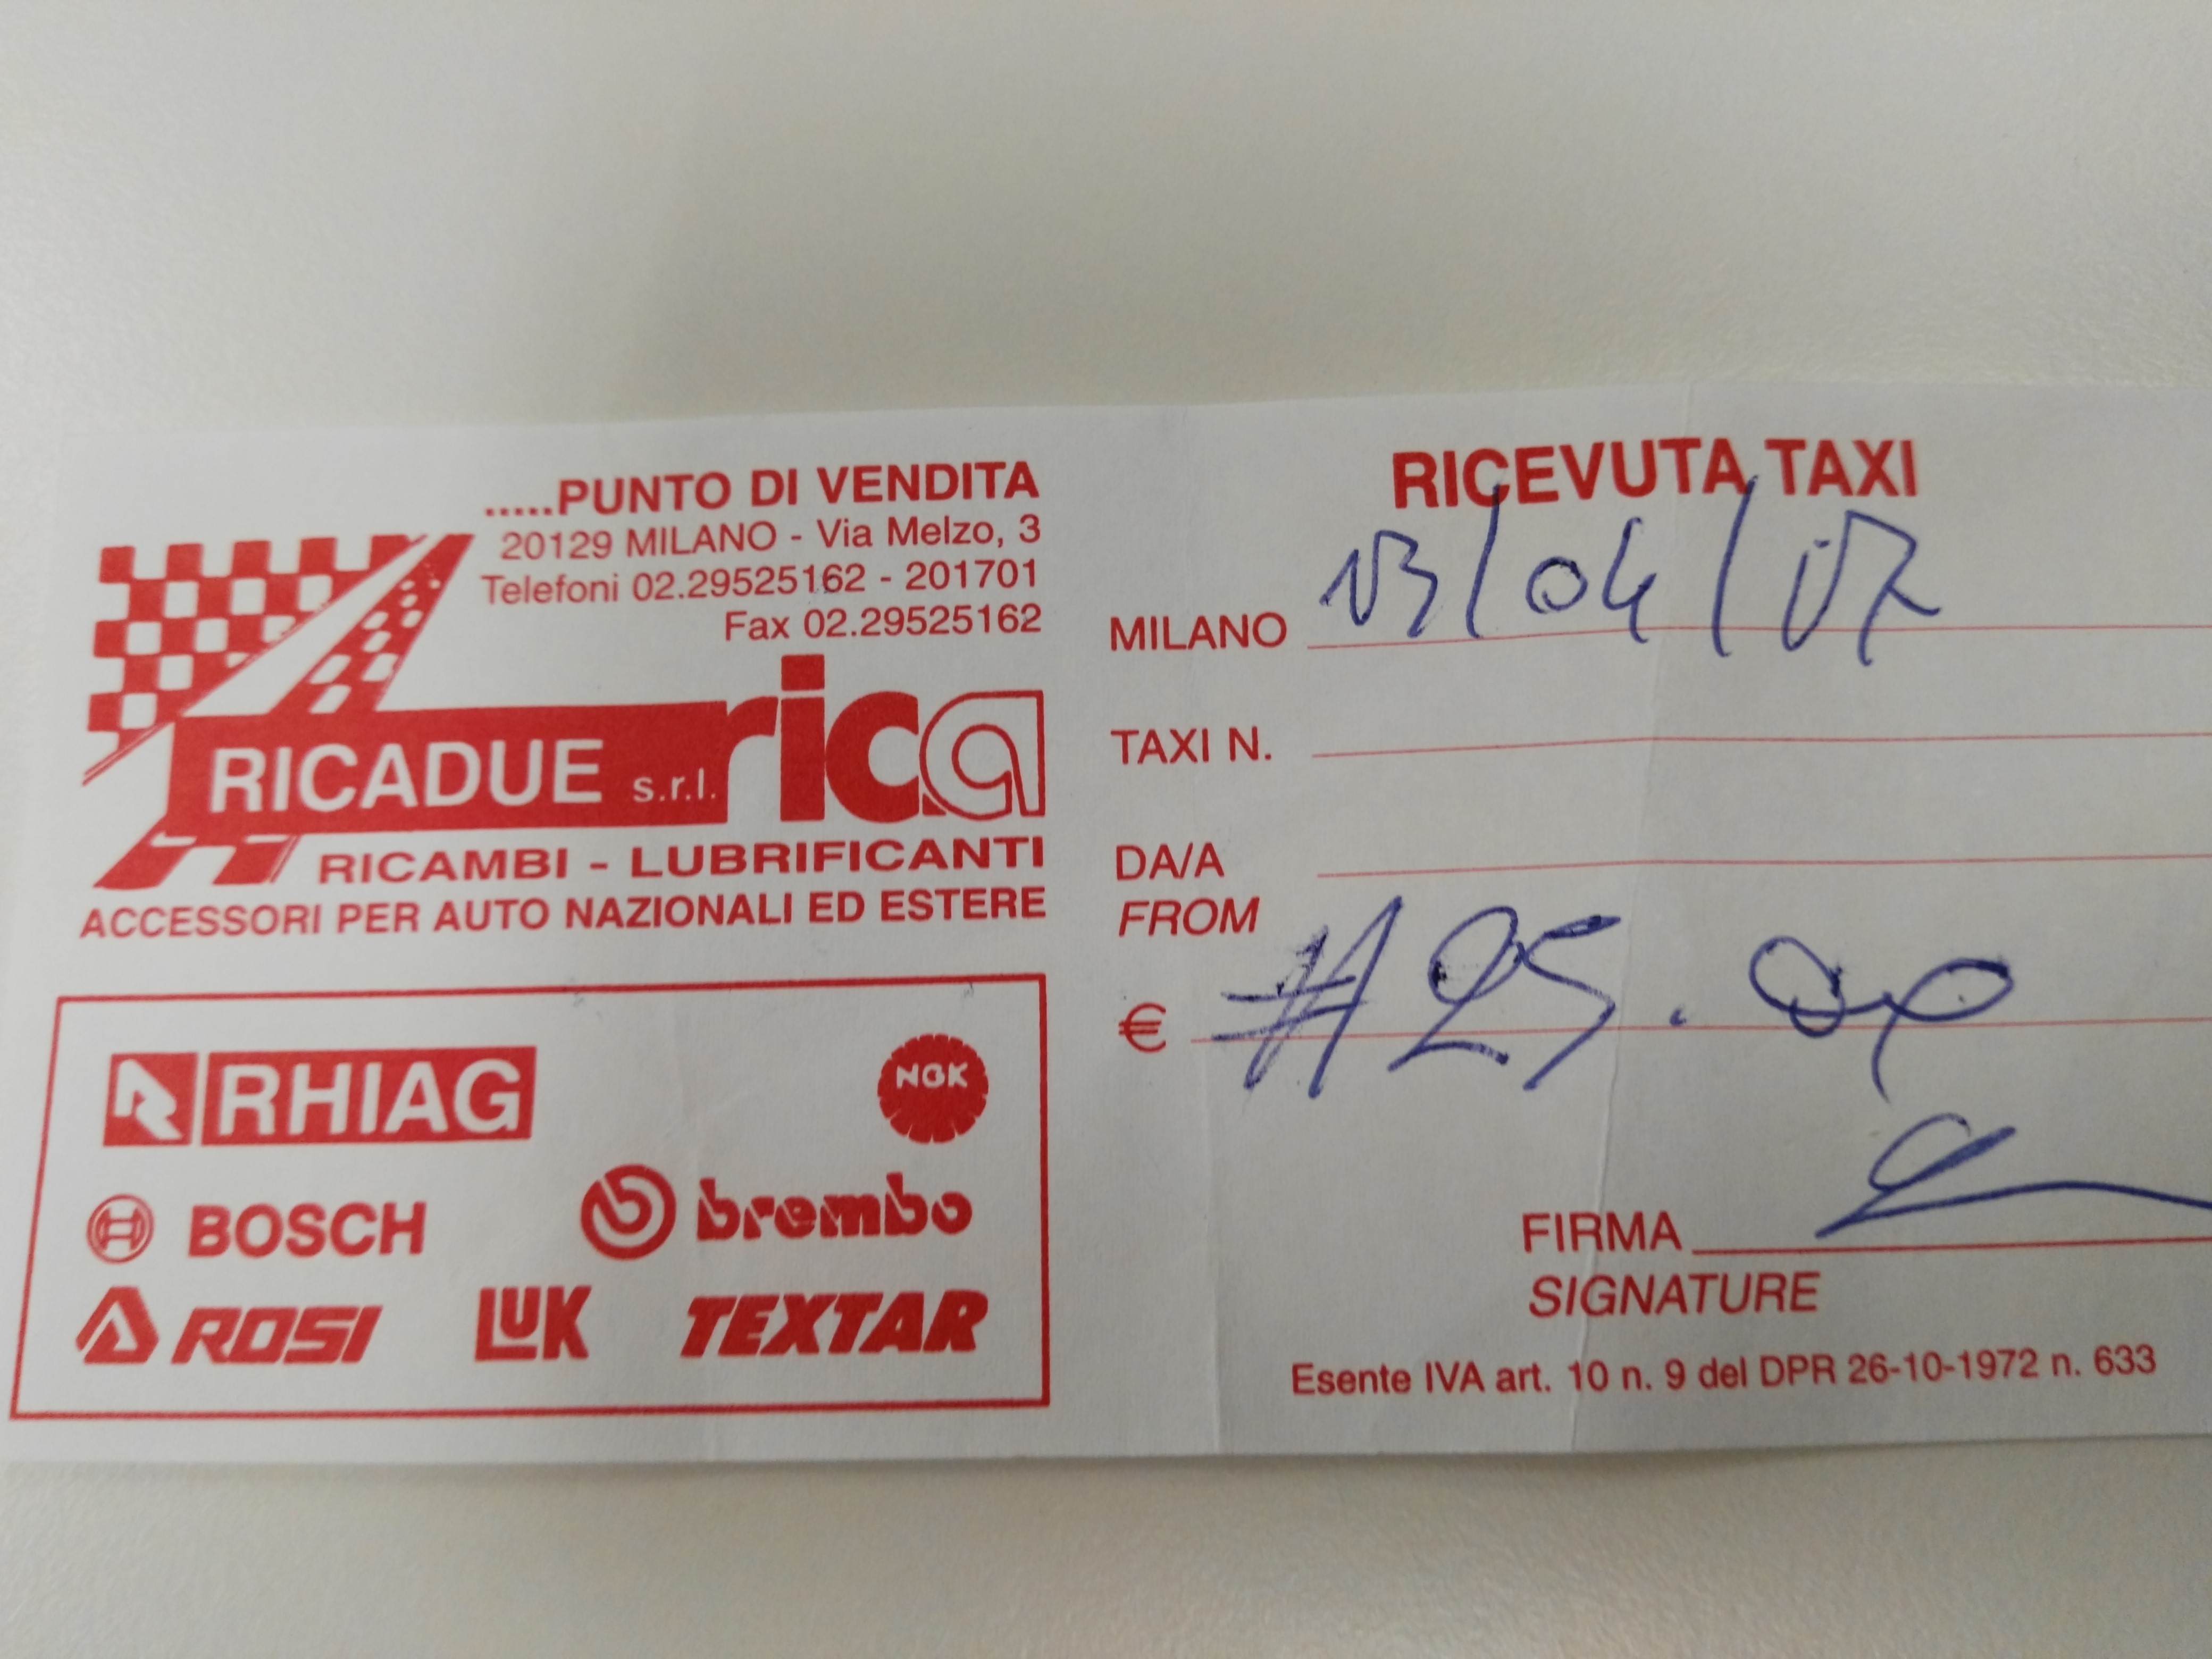 .....PUNTO DI VENDITA
20129 MILANO - Via Melzo, 3
Telefoni 02.29525162 - 201701
Fax 02.29525162
rica
RICADUE s.r.l.
RICAMBI - LUBRIFICANTI
ACCESSORI PER AUTO NAZIONALI ED ESTERE
RHIAG
NGK
BOSCH
brembo
ROSI
LUK
TEXTAR
RICEVUTA TAXI
MILANO 13/04/17
TAXI N.
DA/A
FROM
€ # 25.00
FIRMA
SIGNATURE
Esente IVA art. 10 n. 9 del DPR 26-10-1972 n. 633